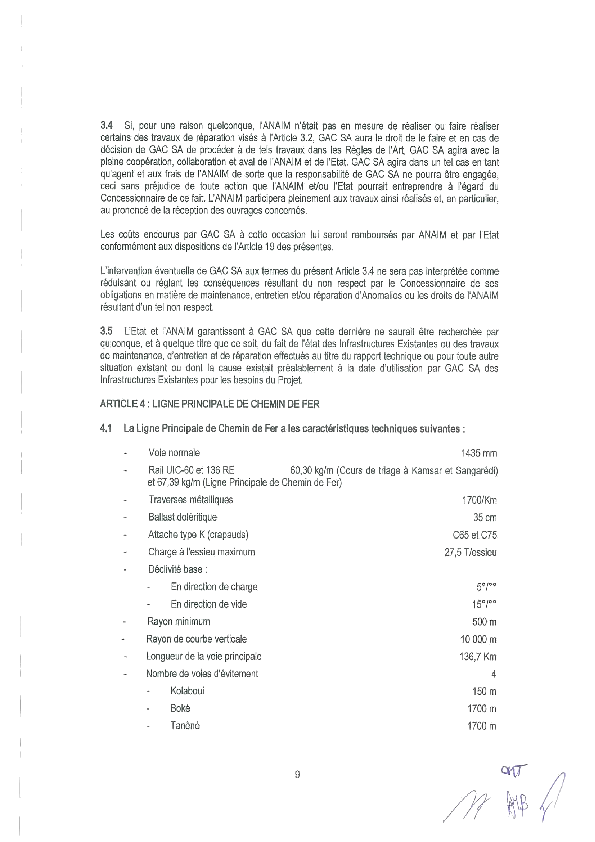 3.4 Si, pour une raison quelconque, l'ANAIM n'était pas en mesure de réaliser ou faire réaliser
certains des travaux de réparation visés à l'Article 3.2, GAC SA aura le droit de le faire et en cas de
décision de GAC SA de procéder à de tels travaux dans les Règles de l'Art, GAC SA agira avec la
pleine coopération, collaboration et aval de l'ANAIM et de l'Etat. GAC SA agira dans un tel cas en tant
qu'agent et aux frais de l'ANAIM de sorte que la responsabilité de GAC SA ne pourra être engagée,
ceci sans préjudice de toute action que l'ANAIM et/ou l'Etat pourrait entreprendre à l'égard du
Concessionnaire de ce fait. L'ANAIM participera pleinement aux travaux ainsi réalisés et, en particulier,
au prononcé de la réception des ouvrages concernés.
Les coûts encourus par GAC SA à cette occasion lui seront remboursés par ANAIM et par l'Etat
conformément aux dispositions de l'Article 19 des présentes.
L'intervention éventuelle de GAC SA aux termes du présent Article 3.4 ne sera pas interprétée comme
réduisant ou réglant les conséquences résultant du non respect par le Concessionnaire de ses
obligations en matière de maintenance, entretien et/ou réparation d'Anomalies ou les droits de l'ANAIM
résultant d'un tel non respect.
3.5 L'Etat et l'ANAIM garantissent à GAC SA que cette dernière ne saurait être recherchée par
quiconque, et à quelque titre que ce soit, du fait de l'état des Infrastructures Existantes ou des travaux
de maintenance, d'entretien et de réparation effectués au titre du rapport technique ou pour toute autre
situation existant ou dont la cause existait préalablement à la date d'utilisation par GAC SA des
Infrastructures Existantes pour les besoins du Projet.
ARTICLE 4 : LIGNE PRINCIPALE DE CHEMIN DE FER
4.1 La Ligne Principale de Chemin de Fer a les caractéristiques techniques suivantes :
- Voie normale 1435 mm
- Rail UIC-60 et 136 RE 60,30 kg/m (Cours de triage à Kamsar et Sangarédi)
et 67,39 kg/m (Ligne Principale de Chemin de Fer)
- Traverses métalliques 1700/Km
- Ballast doléritique 35 cm
- Attache type K (crapauds) C65 et C75
- Charge à l'essieu maximum 27,5 T/essieu
- Déclivité base :
- En direction de charge 5°/°°
- En direction de vide 15°/°°
- Rayon minimum 500 m
- Rayon de courbe verticale 10 000 m
- Longueur de la voie principale 136,7 Km
- Nombre de voies d'évitement 4
- Kolaboui 150 m
- Boké 1700 m
- Tanéné 1700 m
9